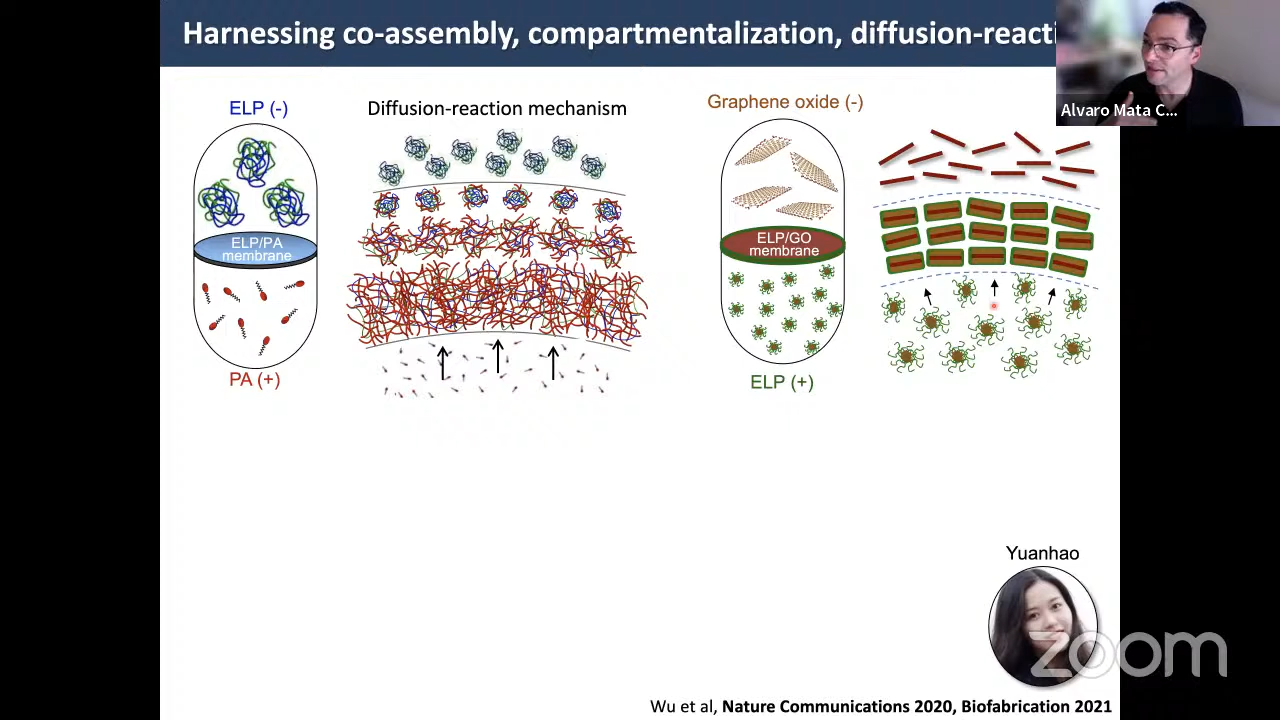 Harnessing co-assembly, compartmentalization, diffusion-reacti
Alvaro Mata C...
ELP (-)
Diffusion-reaction mechanism
Graphene oxide (-)
ELP/PA
membrane
ELP/GO
membrane
PA (+)
ELP (+)
Yuanhao
zoom
Wu et al, Nature Communications 2020, Biofabrication 2021